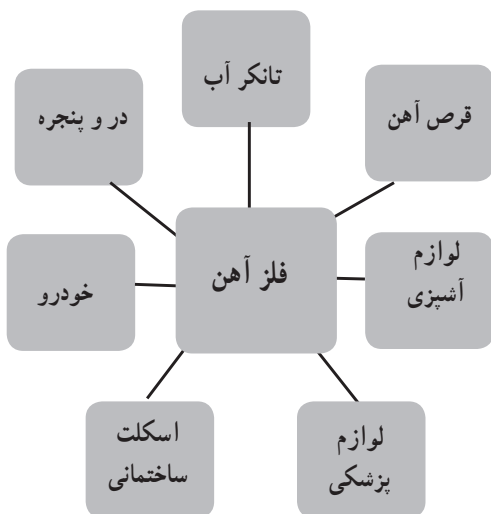 تانکر آب
قرص آهن
در و پنجره
لوازم
آشپزی
فلز آهن
خودرو
لوازم
پزشکی
اسکلت
ساختمانی